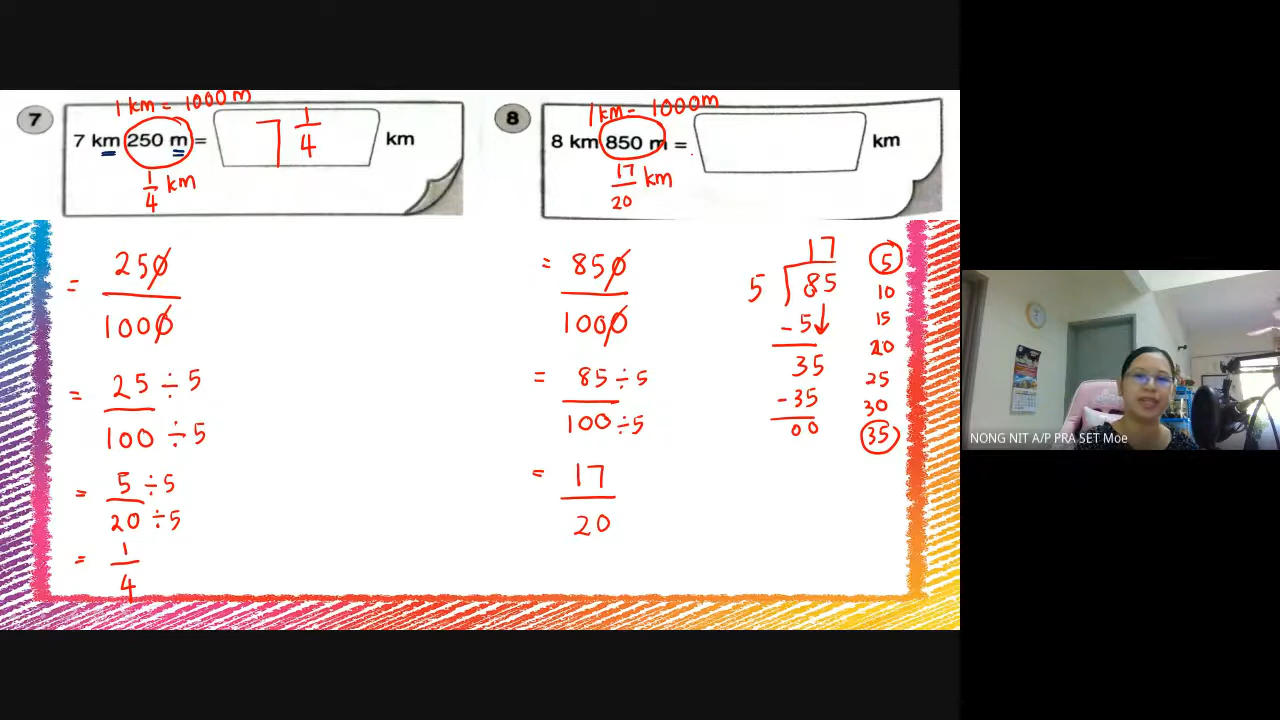 7
1 km = 1000 m
7 km 250 m = 7 1/4 km
1/4 km
= 250/1000
= 25 ÷5 / 100 ÷5
= 5 ÷5 / 20 ÷5
= 1/4
8
1 km = 1000 m
8 km 850 m = km
17/20 km
= 850/1000
= 85 ÷5 / 100 ÷5
= 17/20
17
5 85
-5
35
-35
00
5
10
15
20
25
30
35
NONG NIT A/P PRA SET Moe